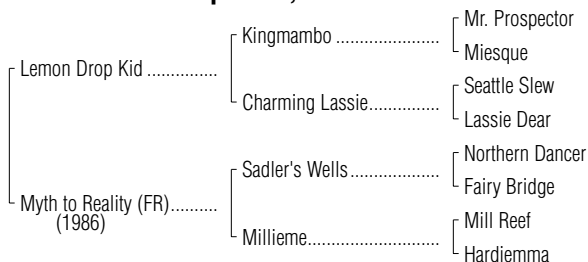 Mr. Prospector
Kingmambo ..................
Miesque
Lemon Drop Kid ..............
Seattle Slew
Charming Lassie................
Lassie Dear
Northern Dancer
Sadler's Wells....................
Fairy Bridge
Myth to Reality (FR)..........
(1986)
Mill Reef
Millieme..............................
Hardiemma